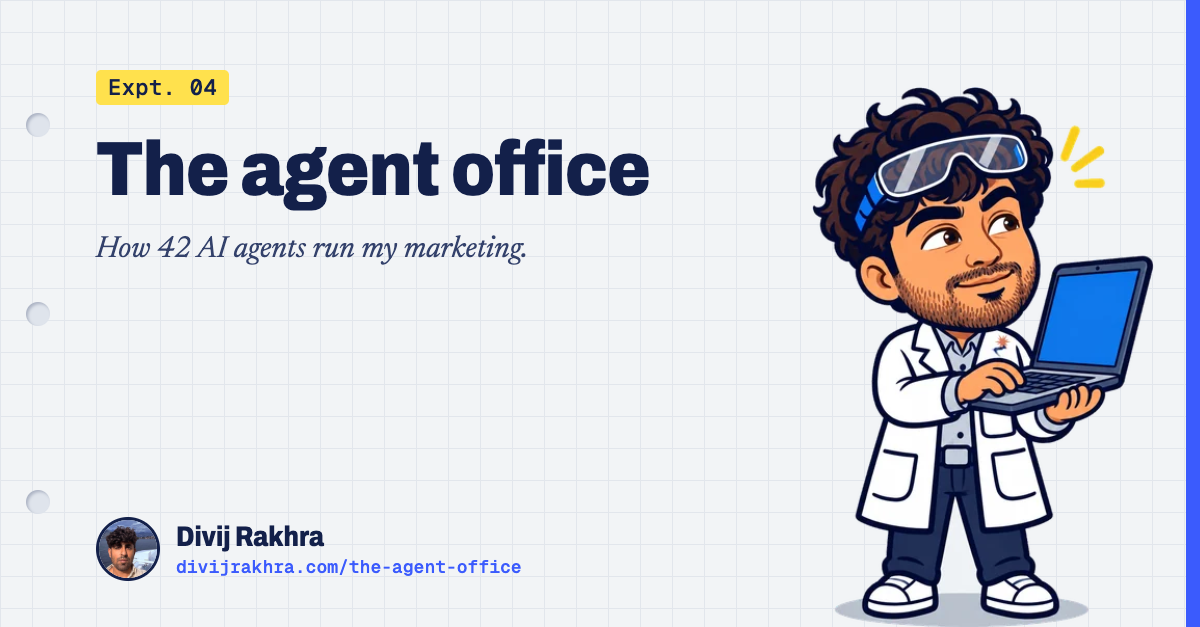 Expt. 04
The agent office
How 42 AI agents run my marketing.
Divij Rakhra
divijrakhra.com/the-agent-office